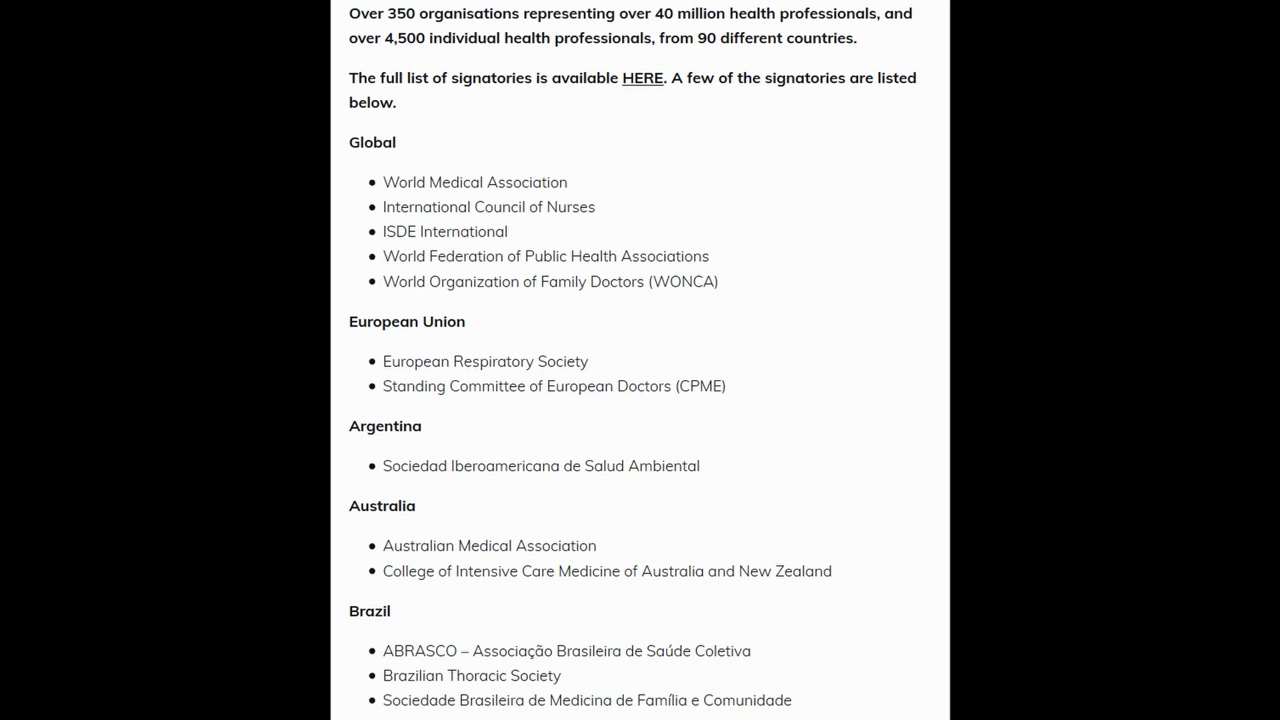 Over 350 organisations representing over 40 million health professionals, and
over 4,500 individual health professionals, from 90 different countries.
The full list of signatories is available HERE. A few of the signatories are listed
below.
Global
● World Medical Association
● International Council of Nurses
● ISDE International
● World Federation of Public Health Associations
● World Organization of Family Doctors (WONCA)
European Union
● European Respiratory Society
● Standing Committee of European Doctors (CPME)
Argentina
● Sociedad Iberoamericana de Salud Ambiental
Australia
● Australian Medical Association
● College of Intensive Care Medicine of Australia and New Zealand
Brazil
● ABRASCO – Associação Brasileira de Saúde Coletiva
● Brazilian Thoracic Society
● Sociedade Brasileira de Medicina de Família e Comunidade